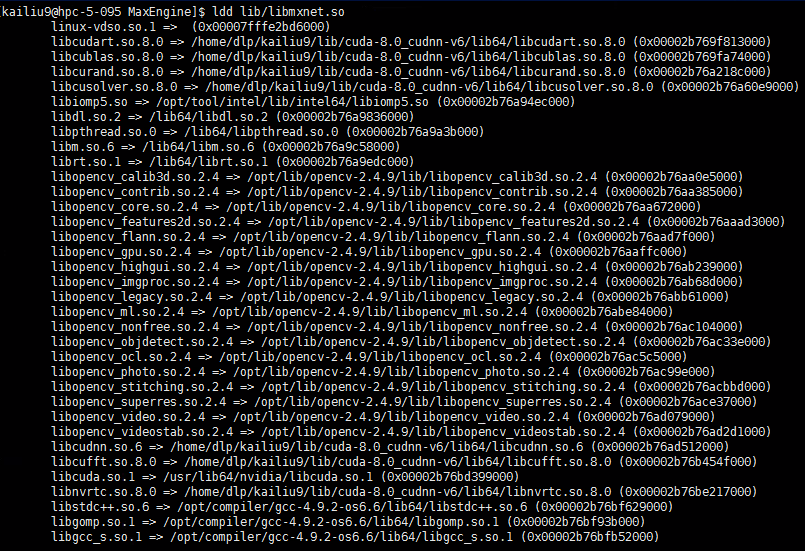 [kailiu9@hpc-5-095 MaxEngine]$ ldd lib/libmxnet.so
linux-vdso.so.1 =>  (0x00007fffe2bd6000)
libcudart.so.8.0 => /home/dlp/kailiu9/lib/cuda-8.0_cudnn-v6/lib64/libcudart.so.8.0 (0x00002b769f813000)
libcublas.so.8.0 => /home/dlp/kailiu9/lib/cuda-8.0_cudnn-v6/lib64/libcublas.so.8.0 (0x00002b769fa74000)
libcurand.so.8.0 => /home/dlp/kailiu9/lib/cuda-8.0_cudnn-v6/lib64/libcurand.so.8.0 (0x00002b76a218c000)
libcusolver.so.8.0 => /home/dlp/kailiu9/lib/cuda-8.0_cudnn-v6/lib64/libcusolver.so.8.0 (0x00002b76a60e9000)
libiomp5.so => /opt/tool/intel/lib/intel64/libiomp5.so (0x00002b76a94ec000)
libdl.so.2 => /lib64/libdl.so.2 (0x00002b76a9836000)
libpthread.so.0 => /lib64/libpthread.so.0 (0x00002b76a9a3b000)
libm.so.6 => /lib64/libm.so.6 (0x00002b76a9c58000)
librt.so.1 => /lib64/librt.so.1 (0x00002b76a9edc000)
libopencv_calib3d.so.2.4 => /opt/lib/opencv-2.4.9/lib/libopencv_calib3d.so.2.4 (0x00002b76aa0e5000)
libopencv_contrib.so.2.4 => /opt/lib/opencv-2.4.9/lib/libopencv_contrib.so.2.4 (0x00002b76aa385000)
libopencv_core.so.2.4 => /opt/lib/opencv-2.4.9/lib/libopencv_core.so.2.4 (0x00002b76aa672000)
libopencv_features2d.so.2.4 => /opt/lib/opencv-2.4.9/lib/libopencv_features2d.so.2.4 (0x00002b76aaad3000)
libopencv_flann.so.2.4 => /opt/lib/opencv-2.4.9/lib/libopencv_flann.so.2.4 (0x00002b76aad7f000)
libopencv_gpu.so.2.4 => /opt/lib/opencv-2.4.9/lib/libopencv_gpu.so.2.4 (0x00002b76aaffc000)
libopencv_highgui.so.2.4 => /opt/lib/opencv-2.4.9/lib/libopencv_highgui.so.2.4 (0x00002b76ab239000)
libopencv_imgproc.so.2.4 => /opt/lib/opencv-2.4.9/lib/libopencv_imgproc.so.2.4 (0x00002b76ab68d000)
libopencv_legacy.so.2.4 => /opt/lib/opencv-2.4.9/lib/libopencv_legacy.so.2.4 (0x00002b76abb61000)
libopencv_ml.so.2.4 => /opt/lib/opencv-2.4.9/lib/libopencv_ml.so.2.4 (0x00002b76abe84000)
libopencv_nonfree.so.2.4 => /opt/lib/opencv-2.4.9/lib/libopencv_nonfree.so.2.4 (0x00002b76ac104000)
libopencv_objdetect.so.2.4 => /opt/lib/opencv-2.4.9/lib/libopencv_objdetect.so.2.4 (0x00002b76ac33e000)
libopencv_ocl.so.2.4 => /opt/lib/opencv-2.4.9/lib/libopencv_ocl.so.2.4 (0x00002b76ac5c5000)
libopencv_photo.so.2.4 => /opt/lib/opencv-2.4.9/lib/libopencv_photo.so.2.4 (0x00002b76ac99e000)
libopencv_stitching.so.2.4 => /opt/lib/opencv-2.4.9/lib/libopencv_stitching.so.2.4 (0x00002b76acbbd000)
libopencv_superres.so.2.4 => /opt/lib/opencv-2.4.9/lib/libopencv_superres.so.2.4 (0x00002b76ace37000)
libopencv_video.so.2.4 => /opt/lib/opencv-2.4.9/lib/libopencv_video.so.2.4 (0x00002b76ad079000)
libopencv_videostab.so.2.4 => /opt/lib/opencv-2.4.9/lib/libopencv_videostab.so.2.4 (0x00002b76ad2d1000)
libcudnn.so.6 => /home/dlp/kailiu9/lib/cuda-8.0_cudnn-v6/lib64/libcudnn.so.6 (0x00002b76ad512000)
libcufft.so.8.0 => /home/dlp/kailiu9/lib/cuda-8.0_cudnn-v6/lib64/libcufft.so.8.0 (0x00002b76b454f000)
libcuda.so.1 => /usr/lib64/nvidia/libcuda.so.1 (0x00002b76bd399000)
libnvrtc.so.8.0 => /home/dlp/kailiu9/lib/cuda-8.0_cudnn-v6/lib64/libnvrtc.so.8.0 (0x00002b76be217000)
libstdc++.so.6 => /opt/compiler/gcc-4.9.2-os6.6/lib64/libstdc++.so.6 (0x00002b76bf629000)
libgomp.so.1 => /opt/compiler/gcc-4.9.2-os6.6/lib64/libgomp.so.1 (0x00002b76bf93b000)
libgcc_s.so.1 => /opt/compiler/gcc-4.9.2-os6.6/lib64/libgcc_s.so.1 (0x00002b76bfb52000)